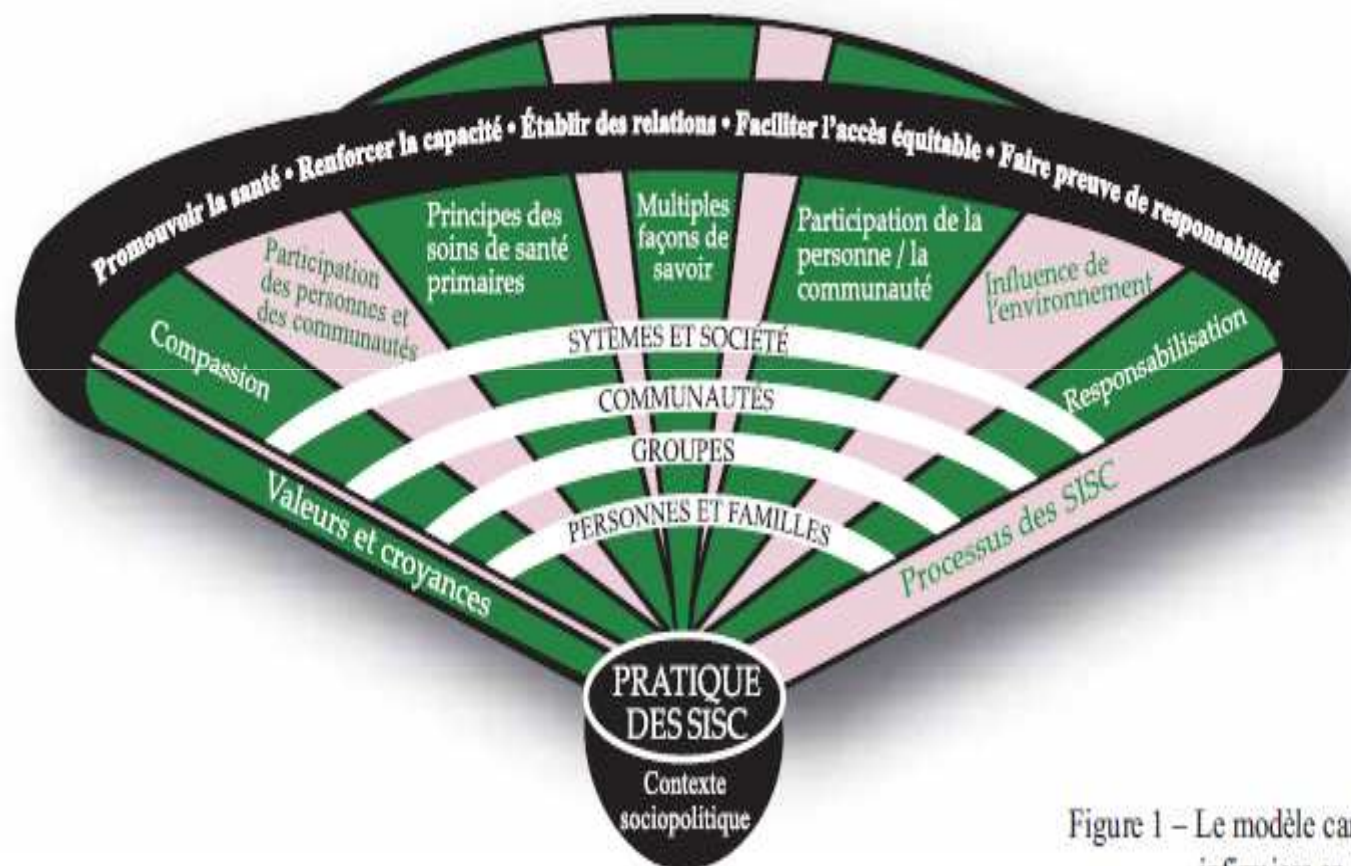 Promouvoir la santé • Renforcer la capacité • Établir des relations • Faciliter l'accès équitable • Faire preuve de responsabilité
Compassion
Participation
des personnes et
des communautés
Principes des
soins de santé
primaires
Multiples
façons de
savoir
Participation de la
personne / la
communauté
Influence de
l'environnement
Responsabilisation
SYTÈMES ET SOCIÉTÉ
COMMUNAUTÉS
GROUPES
PERSONNES ET FAMILLES
Valeurs et croyances
Processus des SISC
PRATIQUE
DES SISC
Contexte
sociopolitique
Figure 1 – Le modèle